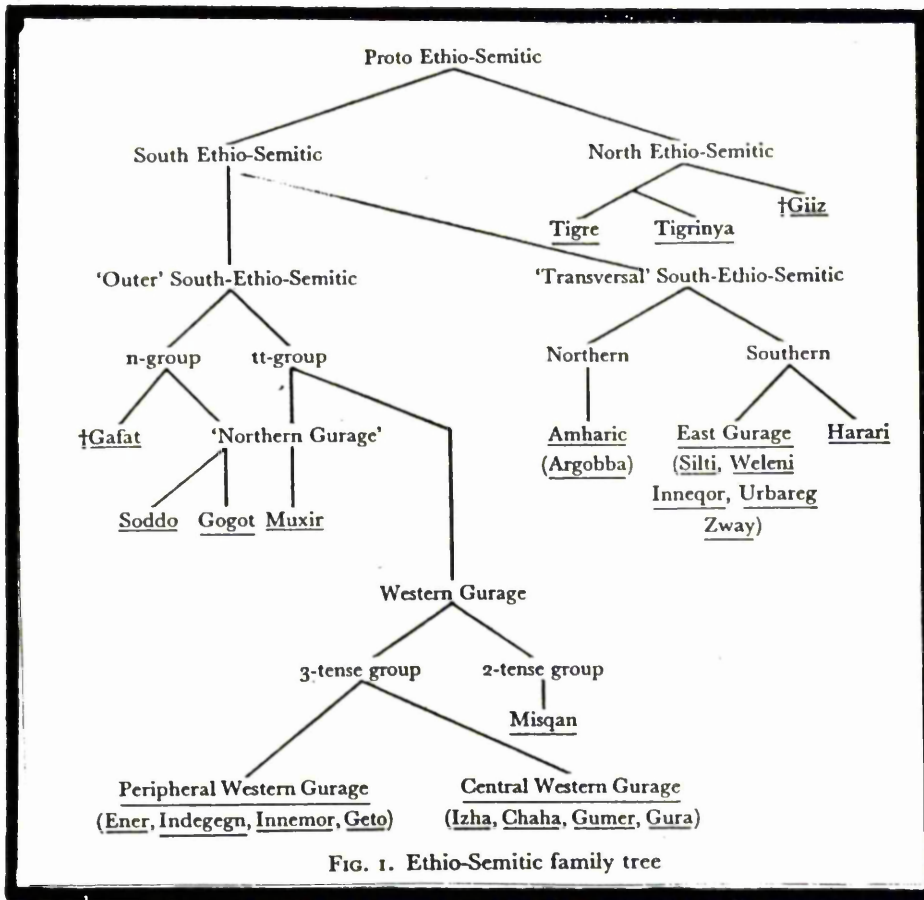 Proto Ethio-Semitic
South Ethio-Semitic
North Ethio-Semitic
†Giiz
Tigre
Tigrinya
'Outer' South-Ethio-Semitic
'Transversal' South-Ethio-Semitic
n-group
tt-group
Northern
Southern
†Gafat
'Northern Gurage'
Amharic
(Argobba)
East Gurage
(Silti, Weleni
Inneqor, Urbareg
Zway)
Harari
Soddo
Gogot
Muxir
Western Gurage
3-tense group
2-tense group
Misqan
Peripheral Western Gurage
(Ener, Indegegn, Innemor, Geto)
Central Western Gurage
(Izha, Chaha, Gumer, Gura)
FIG. 1. Ethio-Semitic family tree